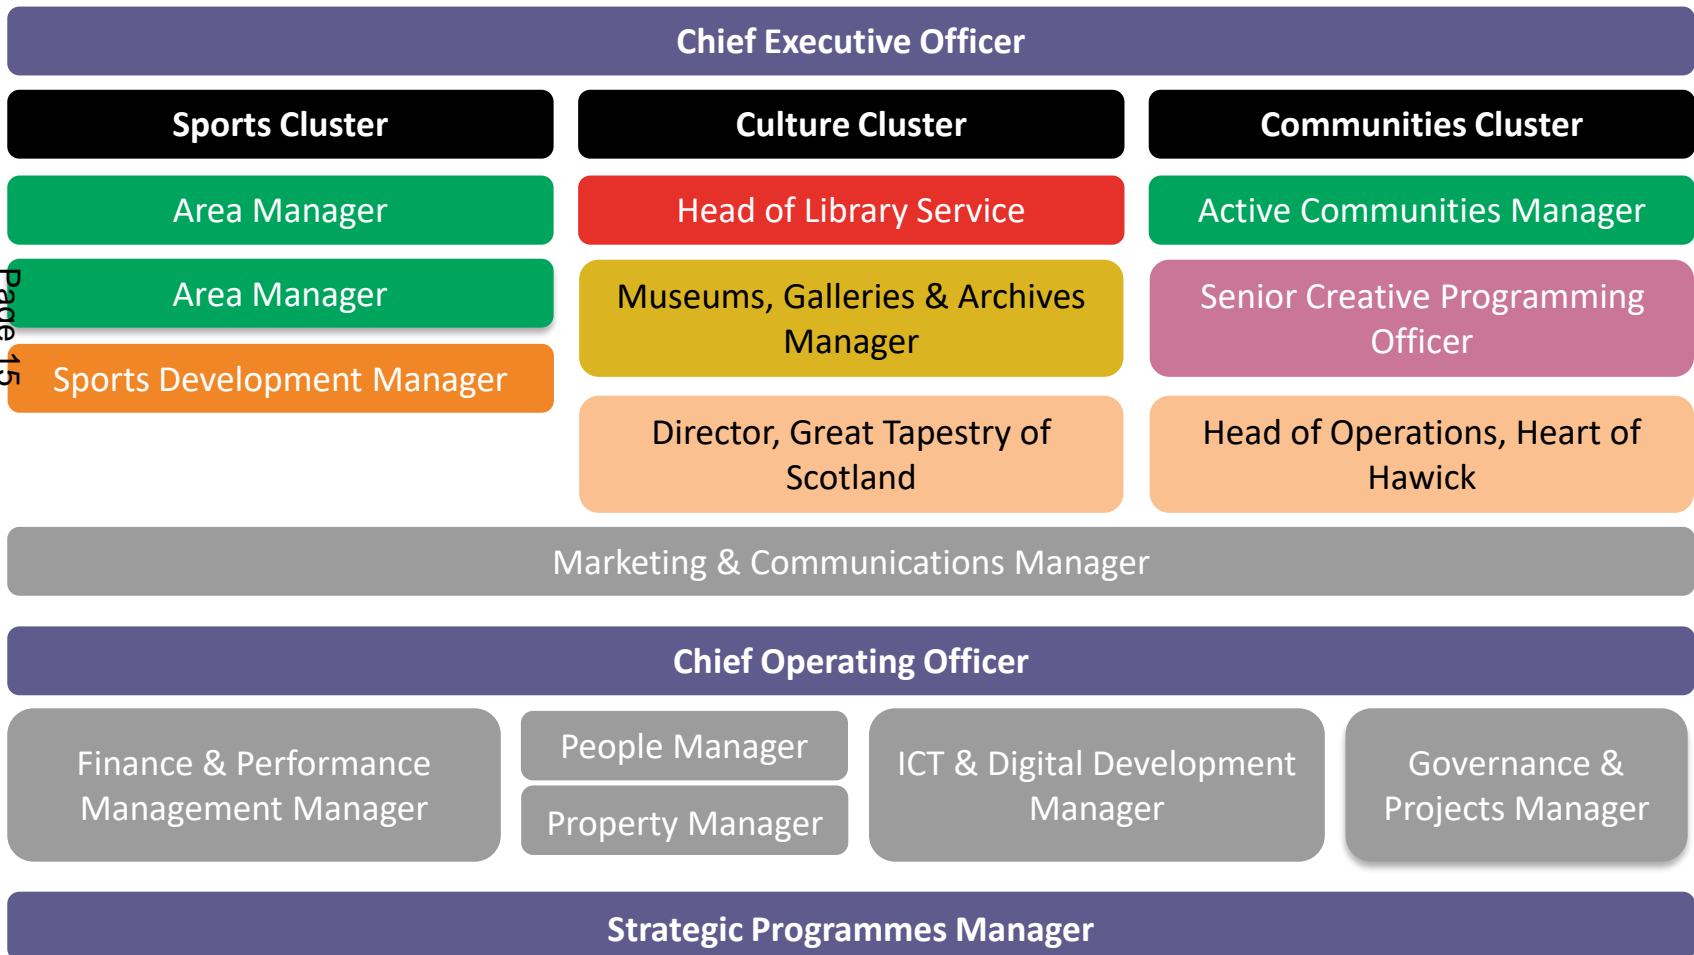 Chief Executive Officer
Sports Cluster
Culture Cluster
Communities Cluster
Area Manager
Head of Library Service
Active Communities Manager
Area Manager
Museums, Galleries & Archives
Manager
Senior Creative Programming
Officer
Page 15
Sports Development Manager
Director, Great Tapestry of
Scotland
Head of Operations, Heart of
Hawick
Marketing & Communications Manager
Chief Operating Officer
Finance & Performance
Management Manager
People Manager
Property Manager
ICT & Digital Development
Manager
Governance &
Projects Manager
Strategic Programmes Manager